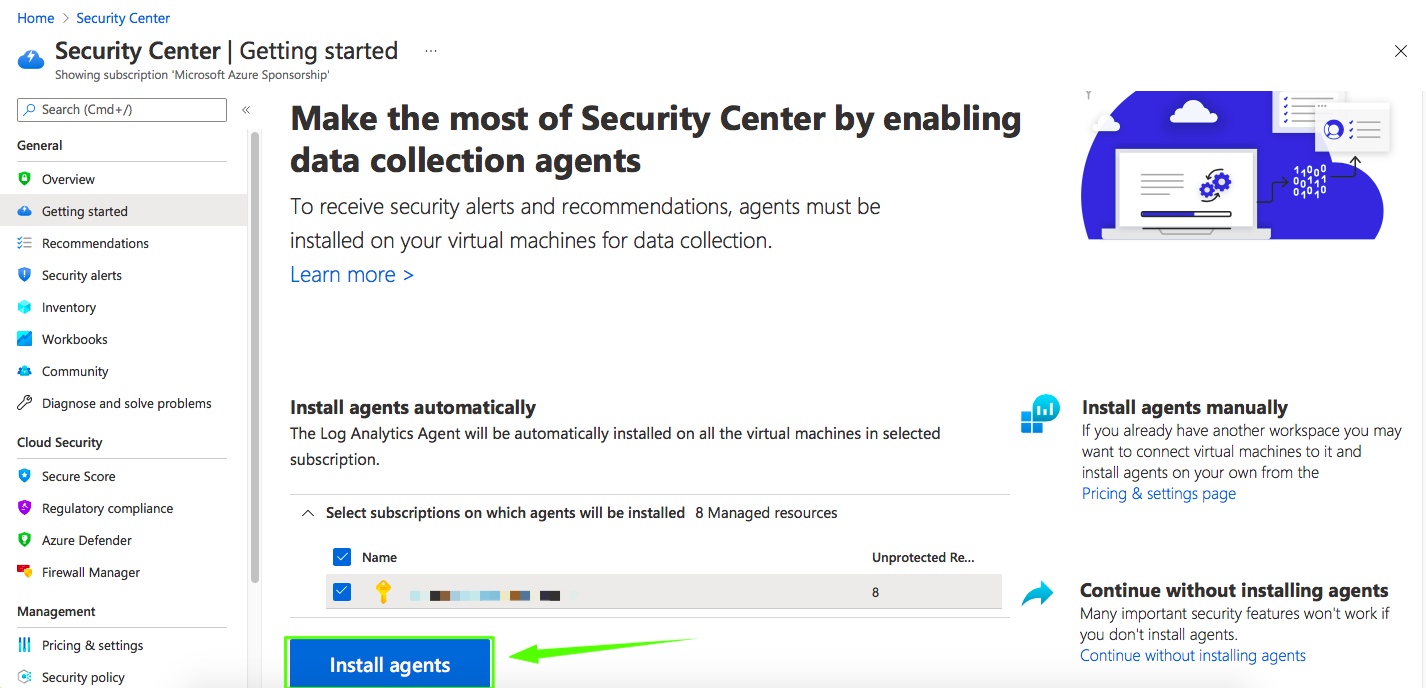 Home > Security Center
Security Center | Getting started ...
Showing subscription 'Microsoft Azure Sponsorship'
Search (Cmd+/)
«
General
Overview
Getting started
Recommendations
Security alerts
Inventory
Workbooks
Community
Diagnose and solve problems
Cloud Security
Secure Score
Regulatory compliance
Azure Defender
Firewall Manager
Management
Pricing & settings
Security policy
Make the most of Security Center by enabling
data collection agents
To receive security alerts and recommendations, agents must be
installed on your virtual machines for data collection.
Learn more >
11000
00111
01011
Install agents automatically
The Log Analytics Agent will be automatically installed on all the virtual machines in selected
subscription.
Select subscriptions on which agents will be installed 8 Managed resources
Name Unprotected Re...
8
Install agents
Install agents manually
If you already have another workspace you may
want to connect virtual machines to it and
install agents on your own from the
Pricing & settings page
Continue without installing agents
Many important security features won't work if
you don't install agents.
Continue without installing agents